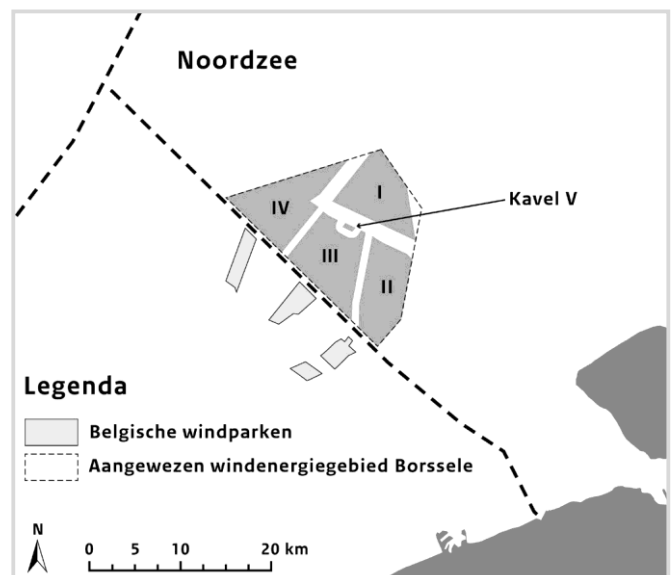 Noordzee
I
Kavel V
IV
III
II
Legenda
Belgische windparken
Aangewezen windenergiegebied Borssele
N
0 5 10 20 km